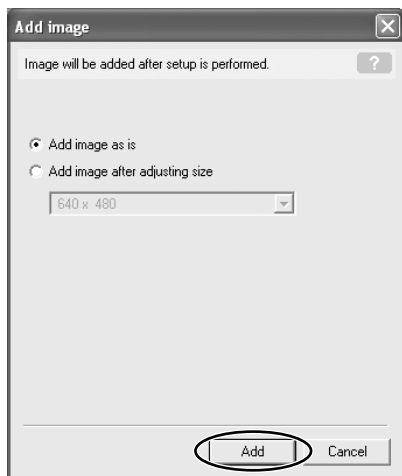 Add image
Image will be added after setup is performed.
?
Add image as is
Add image after adjusting size
640 x 480
Add
Cancel